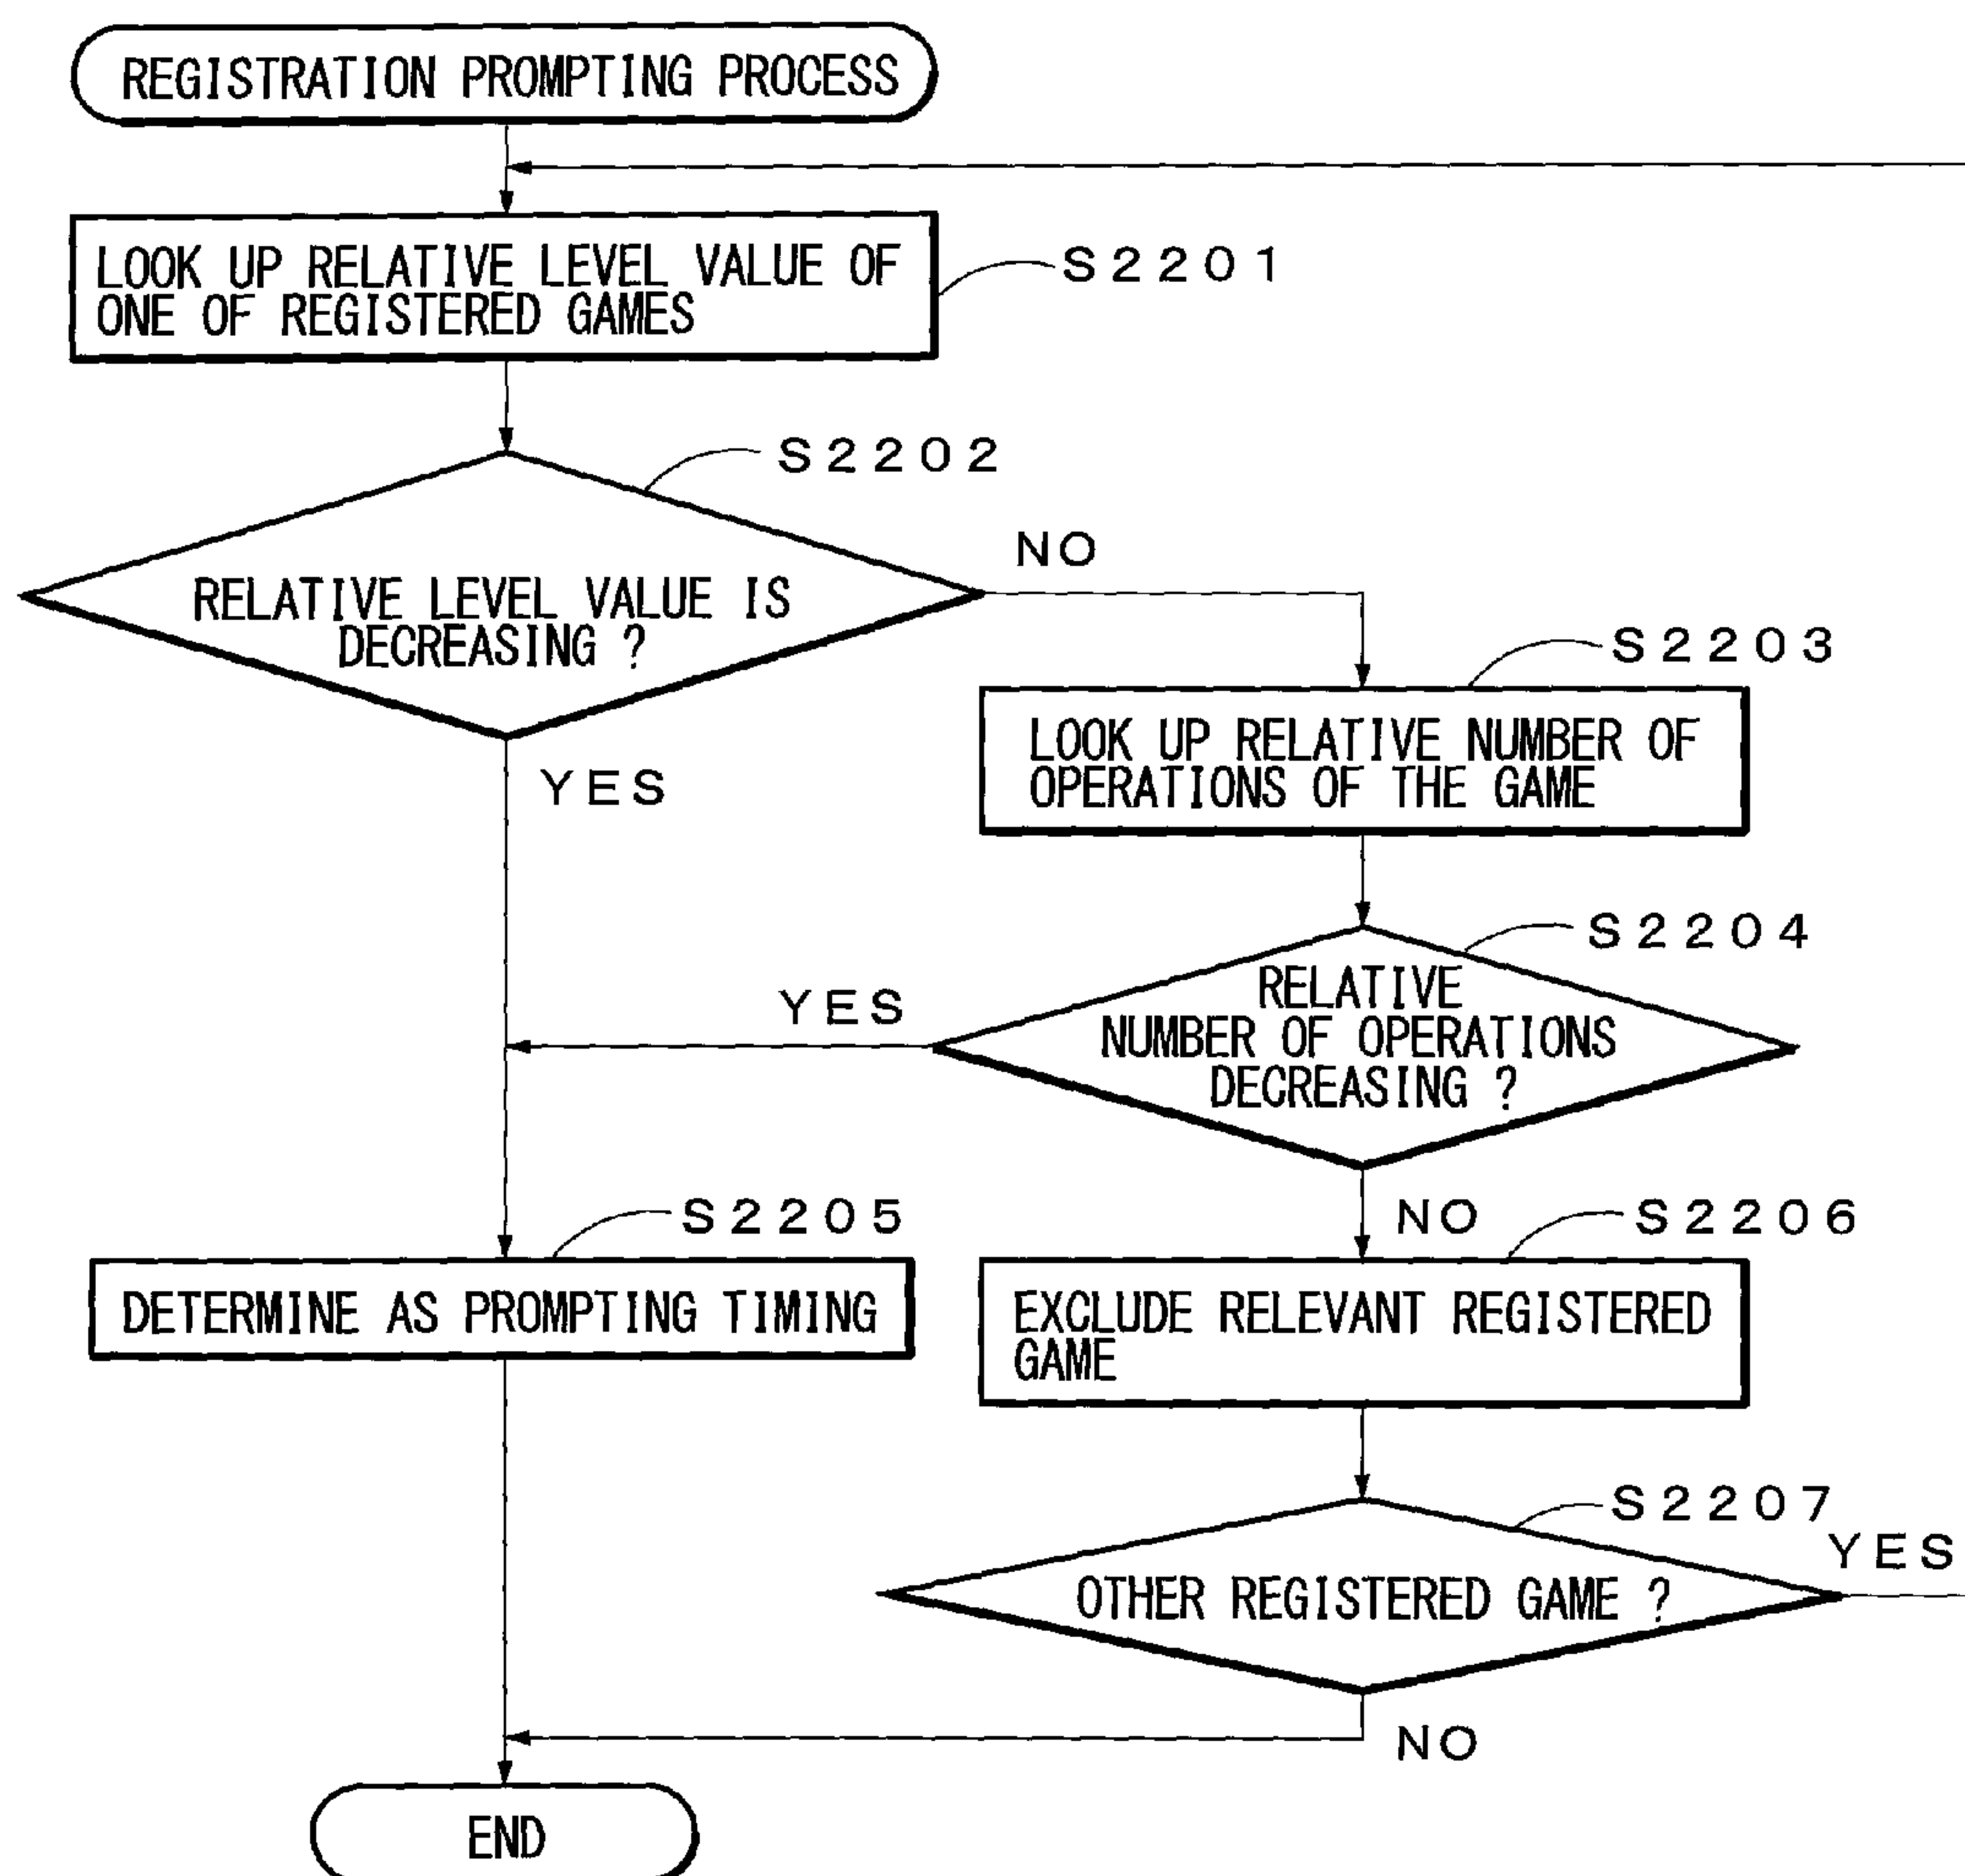 REGISTRATION PROMPTING PROCESS
LOOK UP RELATIVE LEVEL VALUE OF
ONE OF REGISTERED GAMES
S2201
S2202
RELATIVE LEVEL VALUE IS
DECREASING ?
NO
YES
S2203
LOOK UP RELATIVE NUMBER OF
OPERATIONS OF THE GAME
S2204
RELATIVE
NUMBER OF OPERATIONS
DECREASING ?
YES
NO
S2205
DETERMINE AS PROMPTING TIMING
S2206
EXCLUDE RELEVANT REGISTERED
GAME
S2207
OTHER REGISTERED GAME ?
YES
NO
END